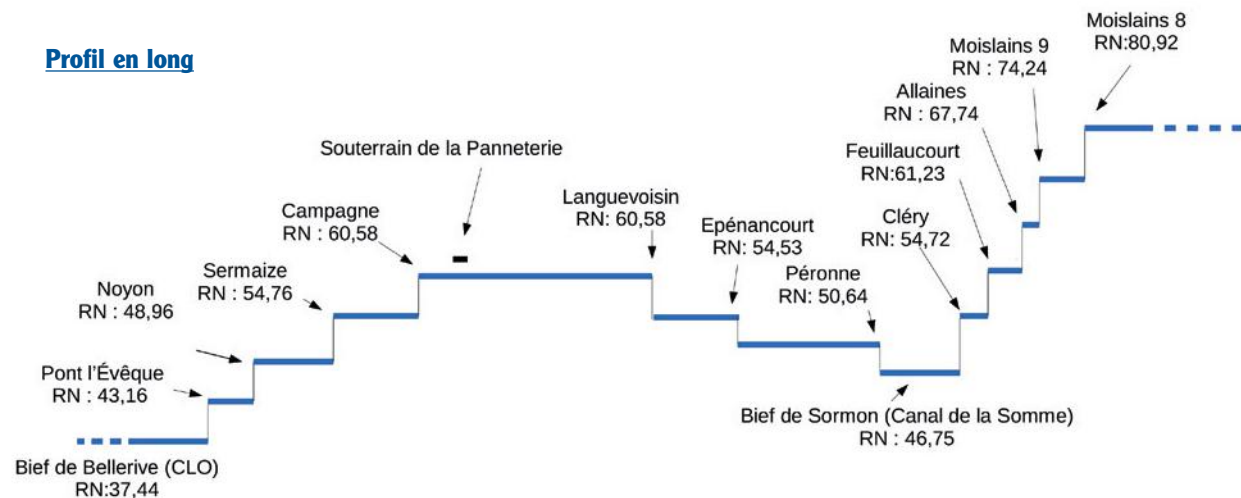 Profil en long
Moislains 8
RN:80,92
Moislains 9
RN : 74,24
Allaines
RN : 67,74
Feuillaucourt
RN:61,23
Cléry
RN: 54,72
Souterrain de la Panneterie
Languevoisin
RN: 60,58
Epénancourt
RN: 54,53
Péronne
RN: 50,64
Campagne
RN : 60,58
Sermaize
RN : 54,76
Noyon
RN : 48,96
Pont l'Évêque
RN : 43,16
Bief de Sormon (Canal de la Somme)
RN : 46,75
Bief de Bellerive (CLO)
RN:37,44